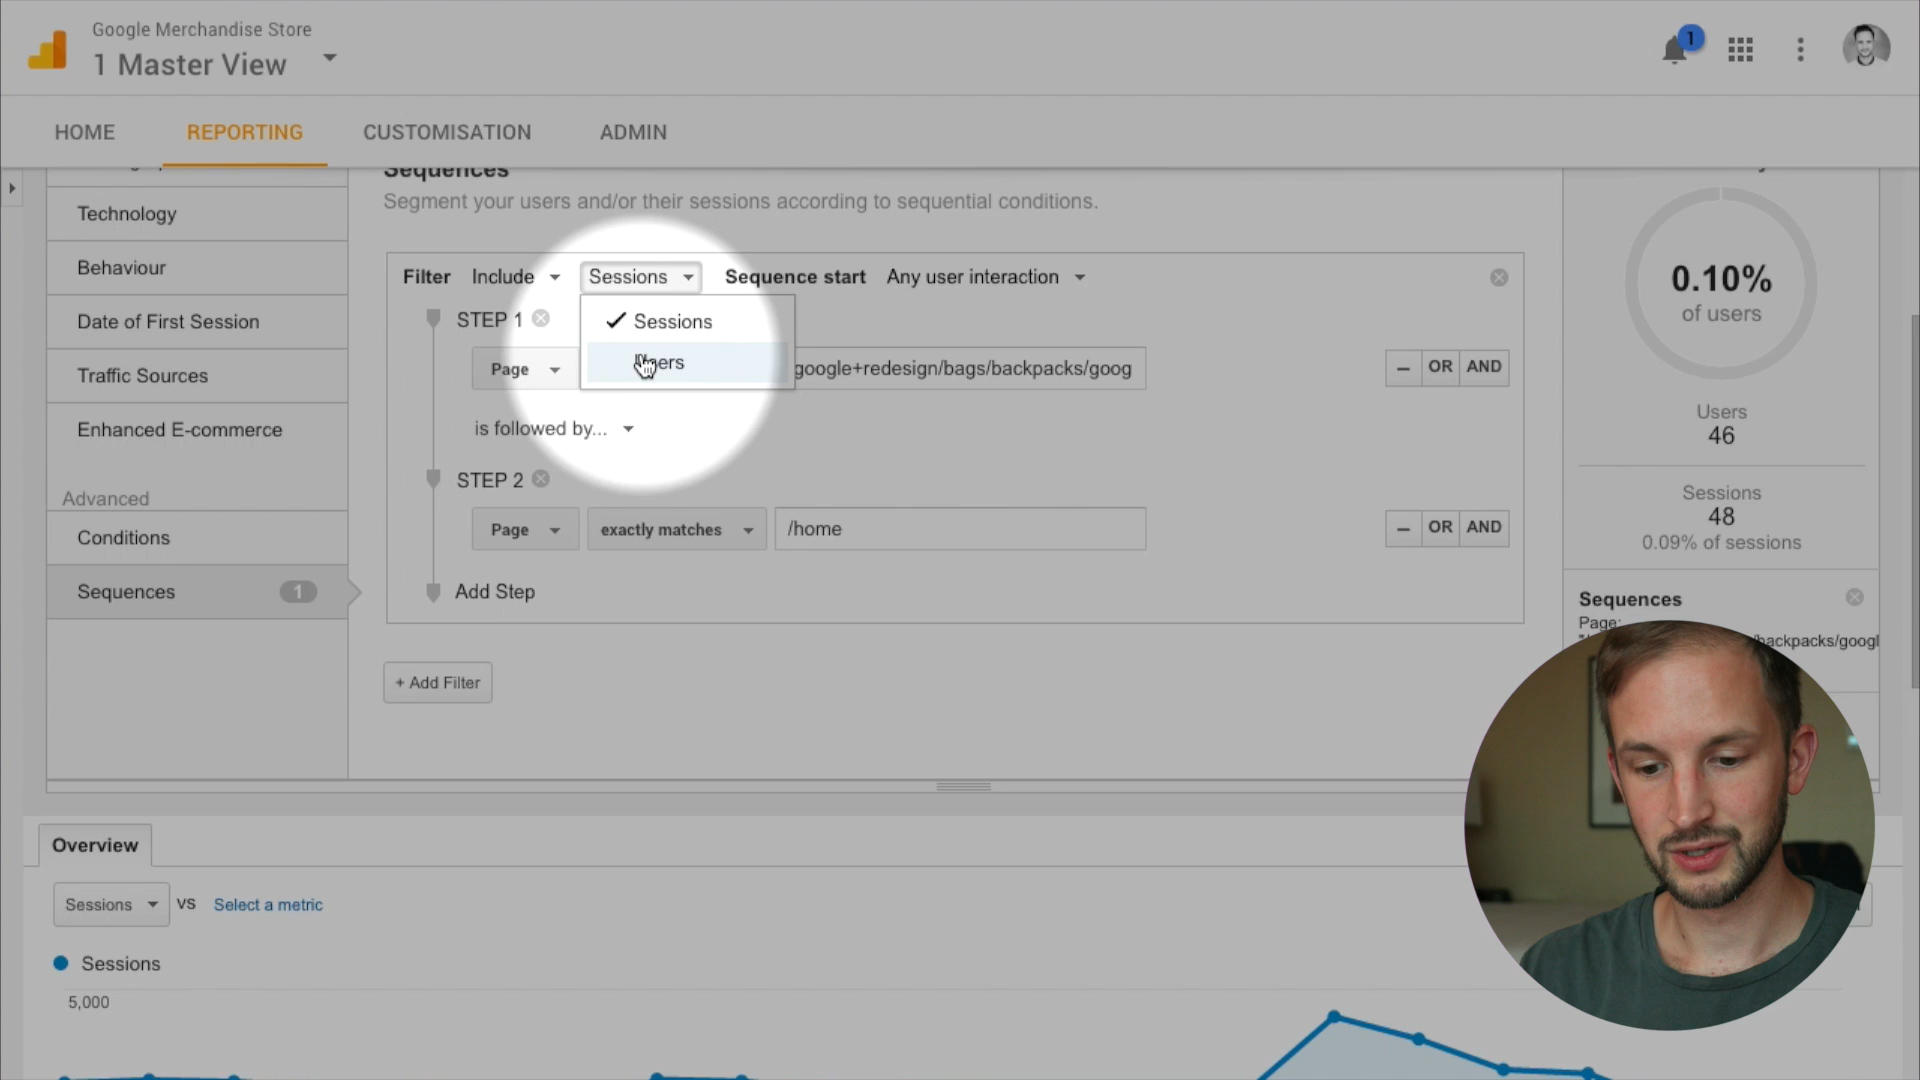 Google Merchandise Store
1 Master View
1
HOME
REPORTING
CUSTOMISATION
ADMIN
Sequences
Segment your users and/or their sessions according to sequential conditions.
Technology
Behaviour
Date of First Session
Traffic Sources
Enhanced E-commerce
Advanced
Conditions
Sequences 1
Filter Include Sessions Sequence start Any user interaction
Sessions
STEP 1
Page google+redesign/bags/backpacks/goog
OR AND
is followed by...
STEP 2
Page exactly matches /home
– OR AND
Add Step
+ Add Filter
0.10%
of users
Users
46
Sessions
48
0.09% of sessions
Sequences
Page:
backpacks/googl
Overview
Sessions VS Select a metric
Sessions
5,000